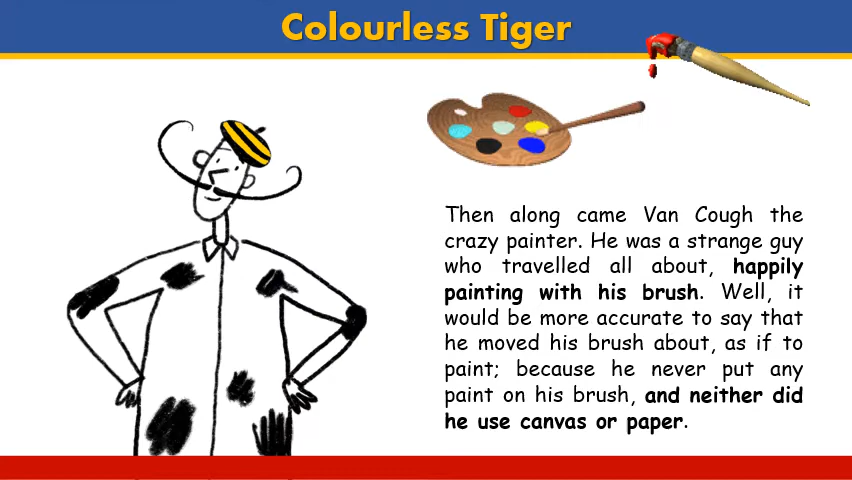 Colourless Tiger
Then along came Van Cough the
crazy painter. He was a strange guy
who travelled all about, happily
painting with his brush. Well, it
would be more accurate to say that
he moved his brush about, as if to
paint; because he never put any
paint on his brush, and neither did
he use canvas or paper.